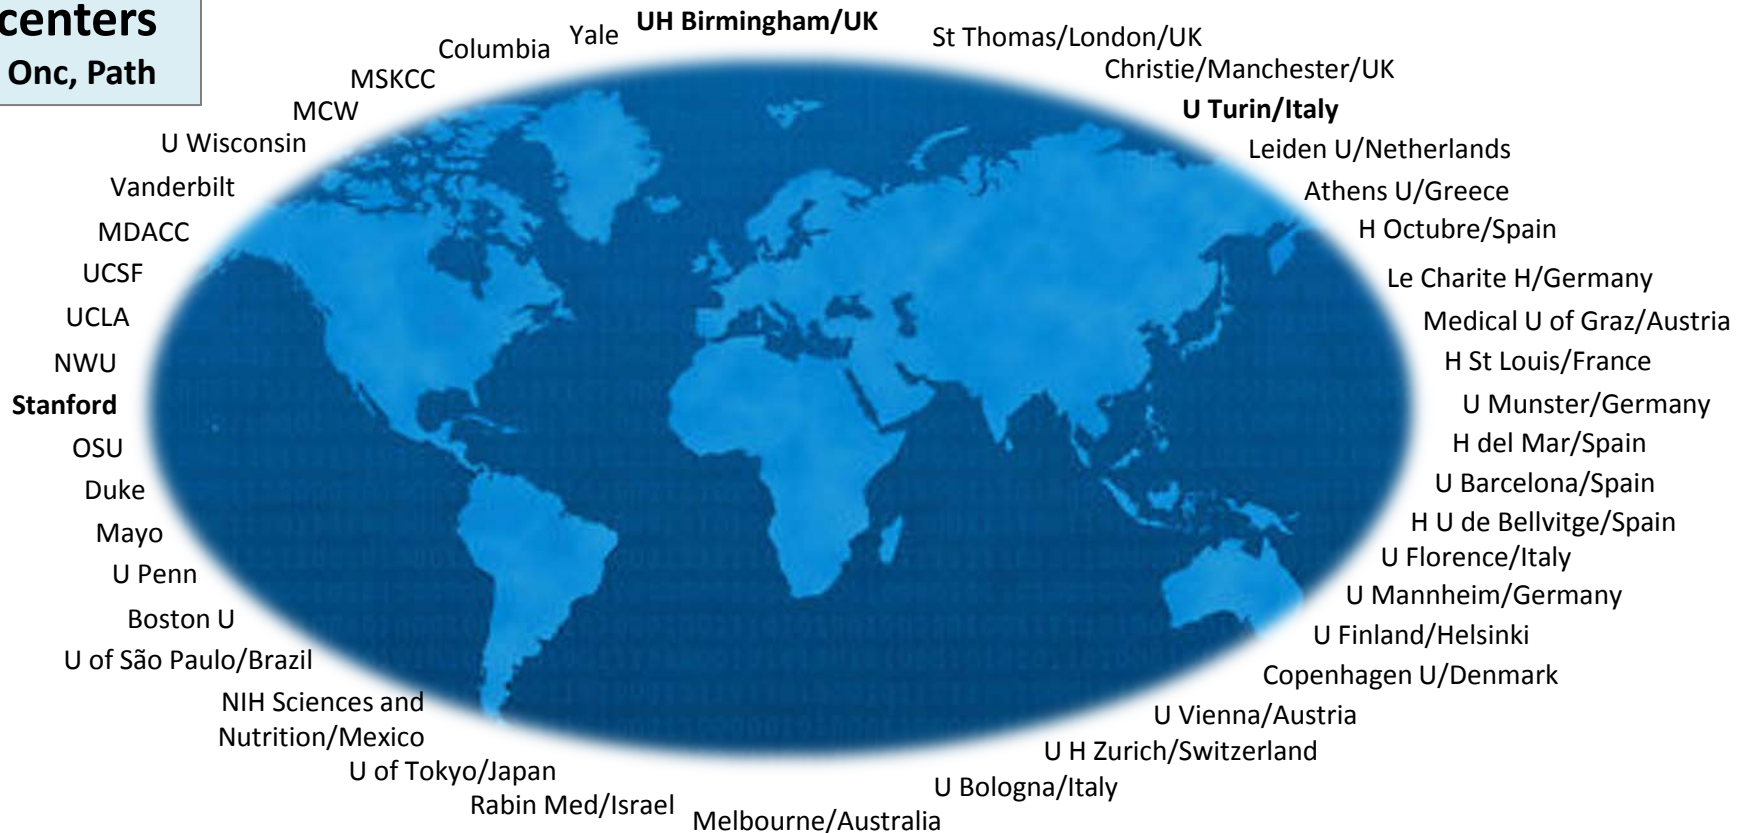 centers
Onc, Path
UH Birmingham/UK
Yale
Columbia
MSKCC
MCW
U Wisconsin
Vanderbilt
MDACC
UCSF
UCLA
NWU
Stanford
OSU
Duke
Mayo
U Penn
Boston U
U of São Paulo/Brazil
NIH Sciences and
Nutrition/Mexico
U of Tokyo/Japan
Rabin Med/Israel
Melbourne/Australia
St Thomas/London/UK
Christie/Manchester/UK
U Turin/Italy
Leiden U/Netherlands
Athens U/Greece
H Octubre/Spain
Le Charite H/Germany
Medical U of Graz/Austria
H St Louis/France
U Munster/Germany
H del Mar/Spain
U Barcelona/Spain
H U de Bellvitge/Spain
U Florence/Italy
U Mannheim/Germany
U Finland/Helsinki
Copenhagen U/Denmark
U Vienna/Austria
U H Zurich/Switzerland
U Bologna/Italy